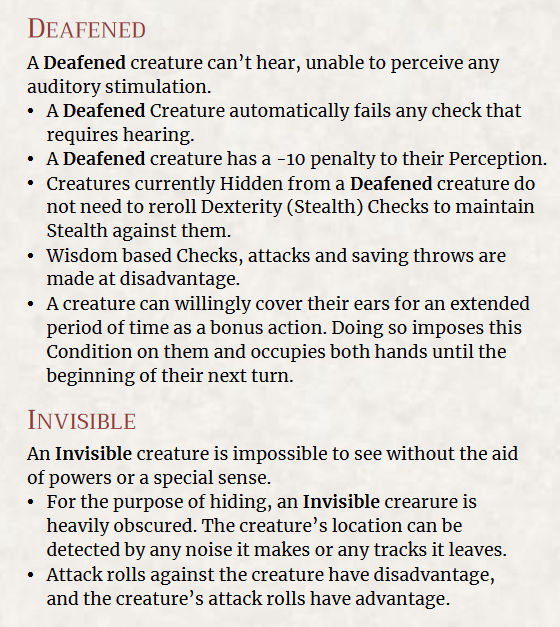 DEAFENED
A Deafened creature can't hear, unable to perceive any
auditory stimulation.
• A Deafened Creature automatically fails any check that
requires hearing.
• A Deafened creature has a -10 penalty to their Perception.
• Creatures currently Hidden from a Deafened creature do
not need to reroll Dexterity (Stealth) Checks to maintain
Stealth against them.
• Wisdom based Checks, attacks and saving throws are
made at disadvantage.
• A creature can willingly cover their ears for an extended
period of time as a bonus action. Doing so imposes this
Condition on them and occupies both hands until the
beginning of their next turn.
INVISIBLE
An Invisible creature is impossible to see without the aid
of powers or a special sense.
• For the purpose of hiding, an Invisible crearure is
heavily obscured. The creature's location can be
detected by any noise it makes or any tracks it leaves.
• Attack rolls against the creature have disadvantage,
and the creature's attack rolls have advantage.